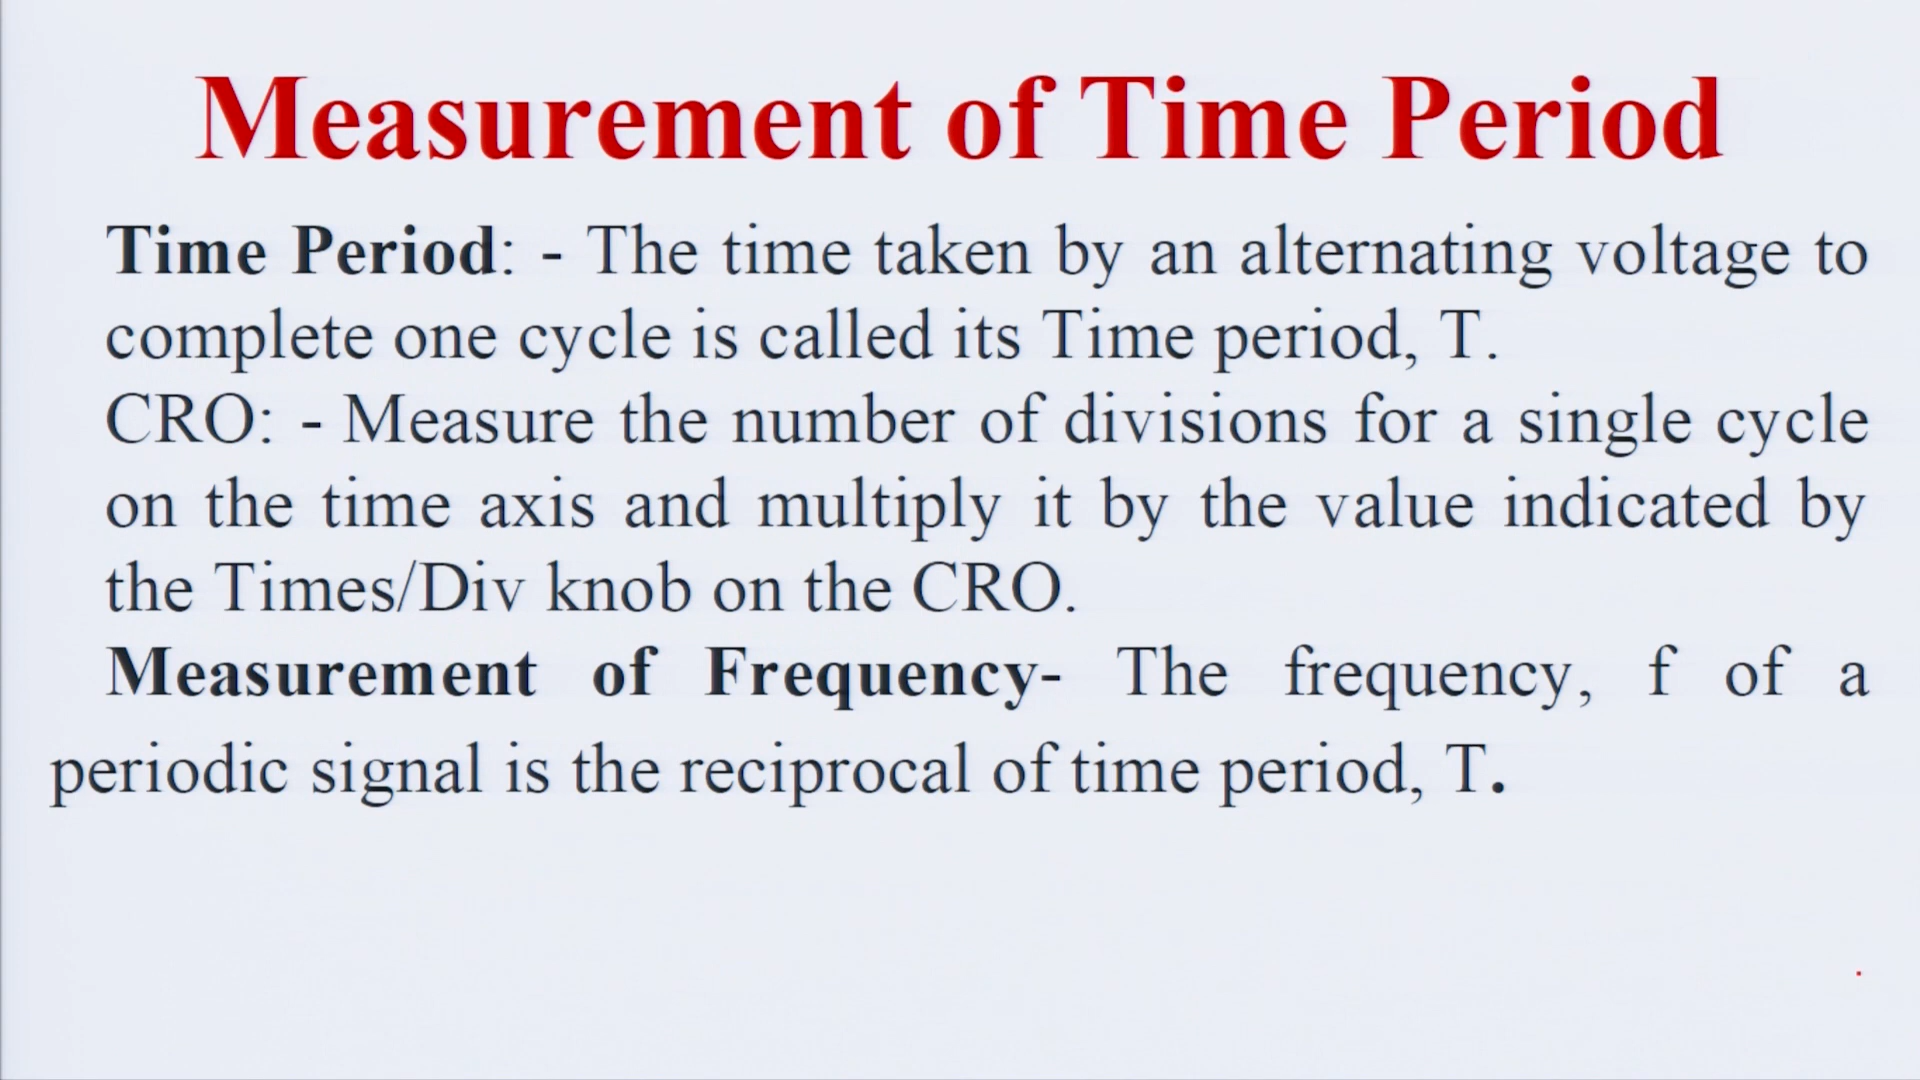 Measurement of Time Period
Time Period: - The time taken by an alternating voltage to
complete one cycle is called its Time period, T.
CRO: - Measure the number of divisions for a single cycle
on the time axis and multiply it by the value indicated by
the Times/Div knob on the CRO.
Measurement of Frequency- The frequency, f of a
periodic signal is the reciprocal of time period, T.